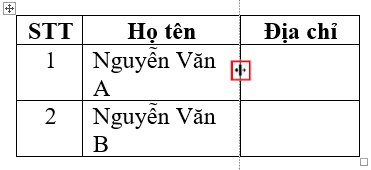 STT Họ tên Địa chỉ
1 Nguyễn Văn
A
2 Nguyễn Văn
B